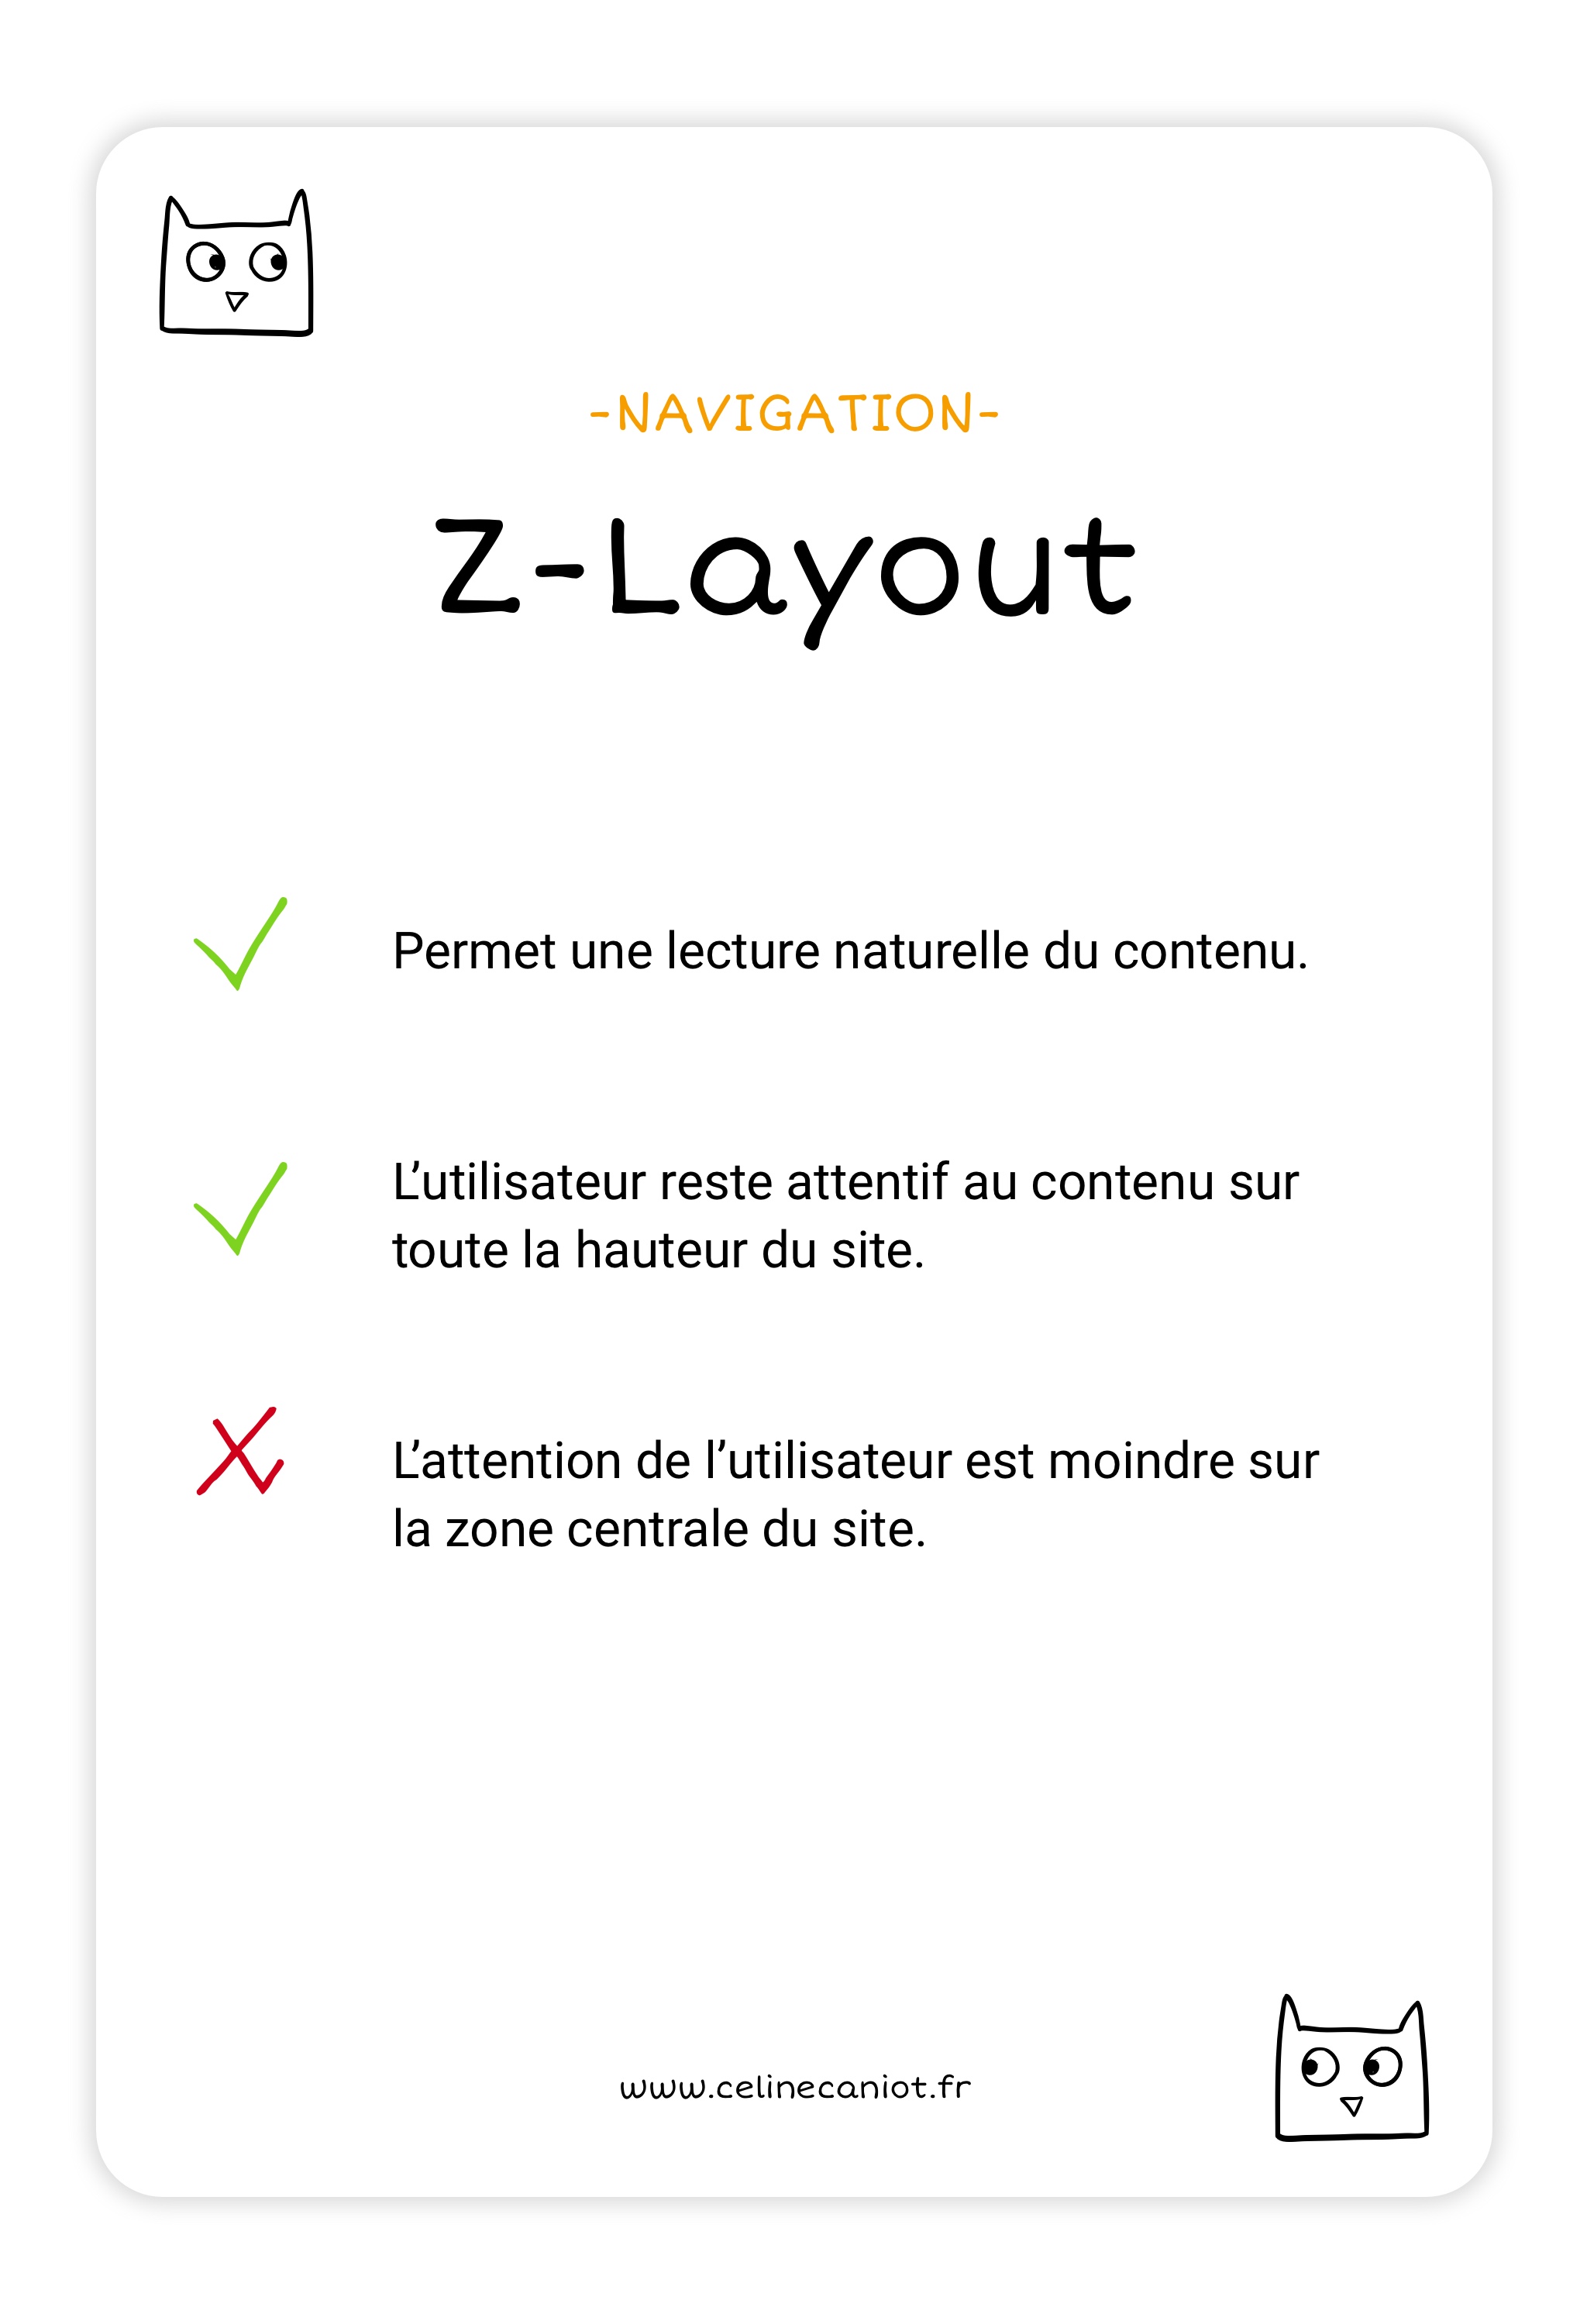 -NAVIGATION-
Z-Layout
Permet une lecture naturelle du contenu.
L’utilisateur reste attentif au contenu sur
toute la hauteur du site.
L’attention de l’utilisateur est moindre sur
la zone centrale du site.
www.celinecaniot.fr